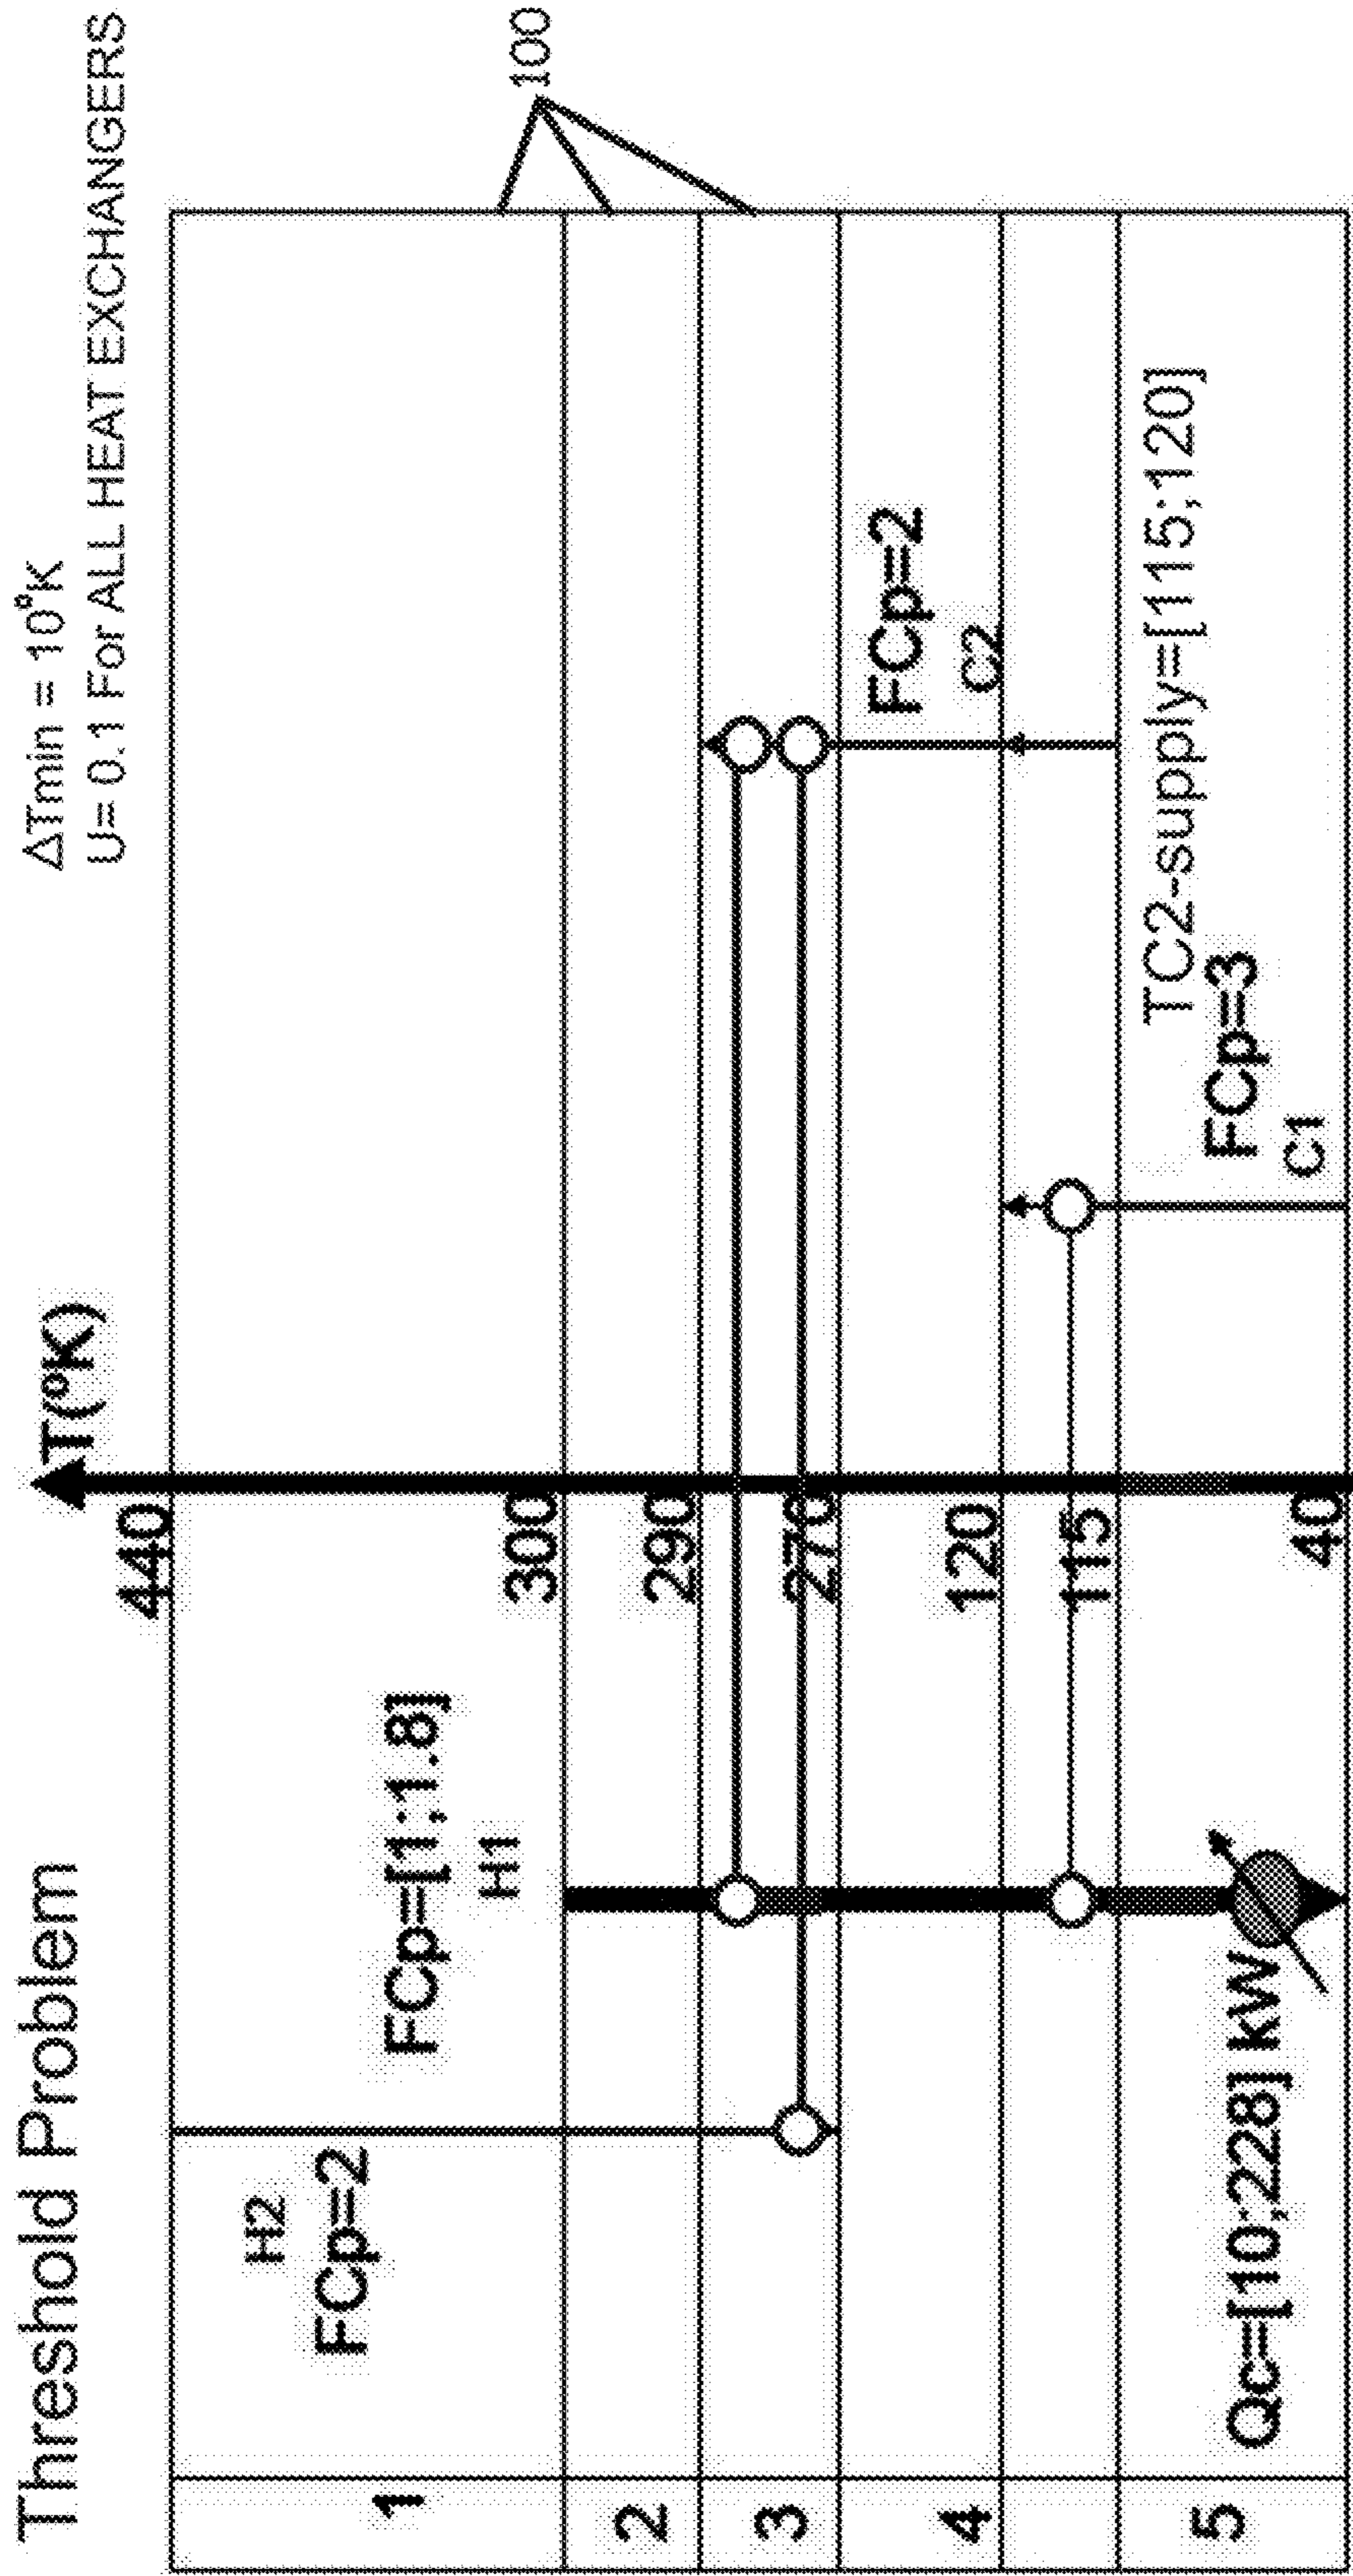 Threshold Problem
ΔTmin = 10°K
U= 0.1 For ALL HEAT EXCHANGERS
T(°K)
440
H2
FCp=2
FCp=[1;1.8]
H1
100
1
300
2
290
3
270
FCp=2
C2
4
120
115
TC2-supply=[115;120]
FCp=3
C1
5
Qc=[10;228] kW
40